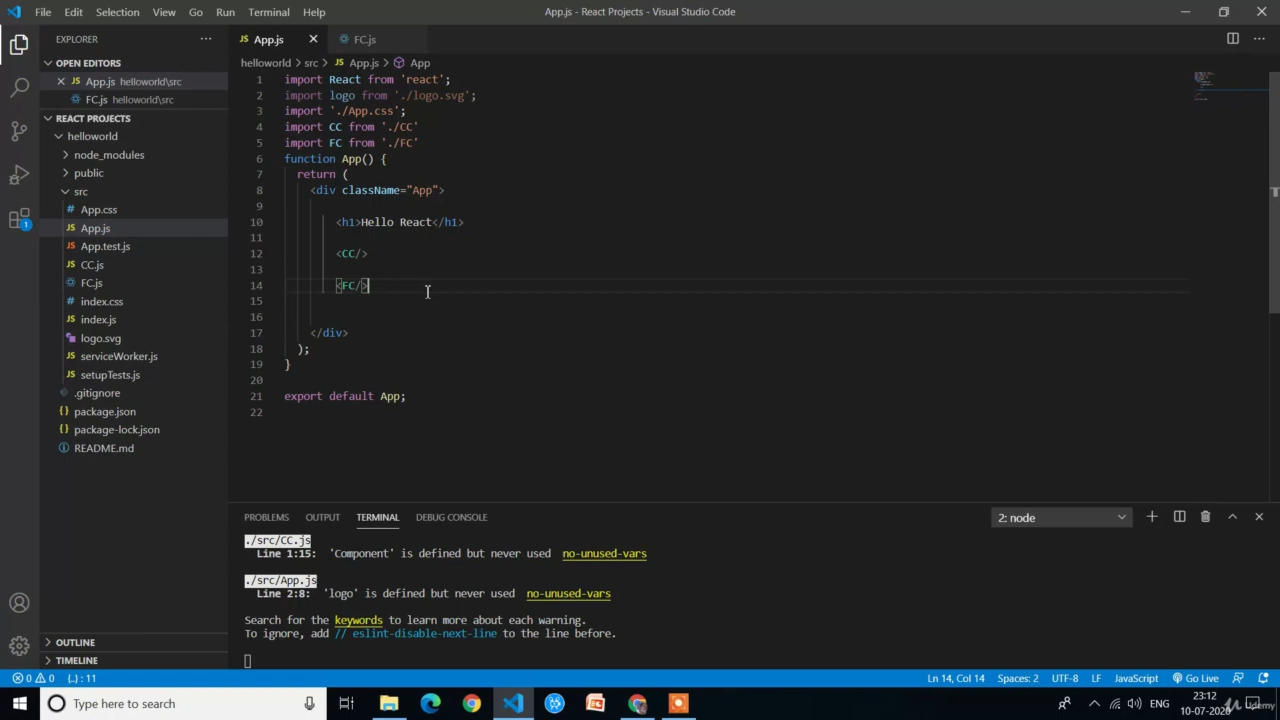 File Edit Selection View Go Run Terminal Help
App.js - React Projects - Visual Studio Code
EXPLORER
OPEN EDITORS
App.js helloworld\src
FC.js helloworld\src
REACT PROJECTS
helloworld
node_modules
public
src
App.css
App.js
App.test.js
CC.js
FC.js
index.css
index.js
logo.svg
serviceWorker.js
setupTests.js
.gitignore
package.json
package-lock.json
README.md
OUTLINE
TIMELINE
1
App.js
FC.js
helloworld > src > App.js > App
1 import React from 'react';
2 import logo from './logo.svg';
3 import './App.css';
4 import CC from './CC'
5 import FC from './FC'
6 function App() {
7 return (
8 <div className="App">
9
10 <h1>Hello React</h1>
11
12 <CC/>
13
14 <FC/>
15
16
17 </div>
18 );
19 }
20
21 export default App;
22
PROBLEMS OUTPUT TERMINAL DEBUG CONSOLE
2: node
./src/CC.js
Line 1:15: 'Component' is defined but never used no-unused-vars
./src/App.js
Line 2:8: 'logo' is defined but never used no-unused-vars
Search for the keywords to learn more about each warning.
To ignore, add // eslint-disable-next-line to the line before.
0 0 {..} : 11
Ln 14, Col 14 Spaces: 2 UTF-8 LF JavaScript Go Live
Type here to search
ENG
23:12
10-07-2020
Udemy